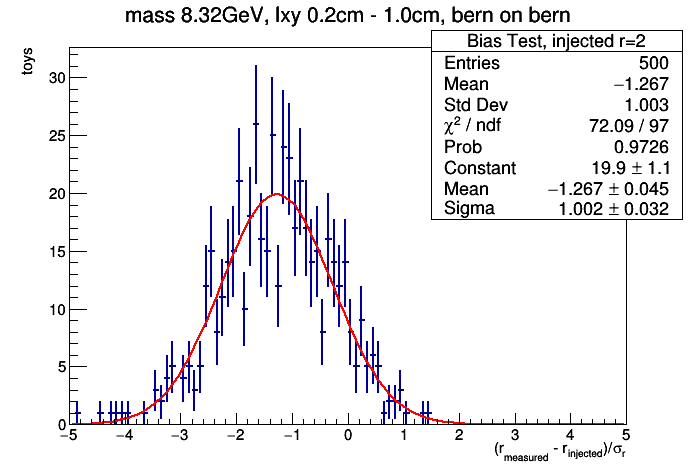 mass 8.32GeV, lxy 0.2cm - 1.0cm, bern on bern
Bias Test, injected r=2
Entries 500
Mean −1.267
Std Dev 1.003
χ² / ndf 72.09 / 97
Prob 0.9726
Constant 19.9 ± 1.1
Mean −1.267 ± 0.045
Sigma 1.002 ± 0.032
toys
30
25
20
15
10
5
0
−5 −4 −3 −2 −1 0 1 2 3 4 5
(r_measured - r_injected)/σ_r